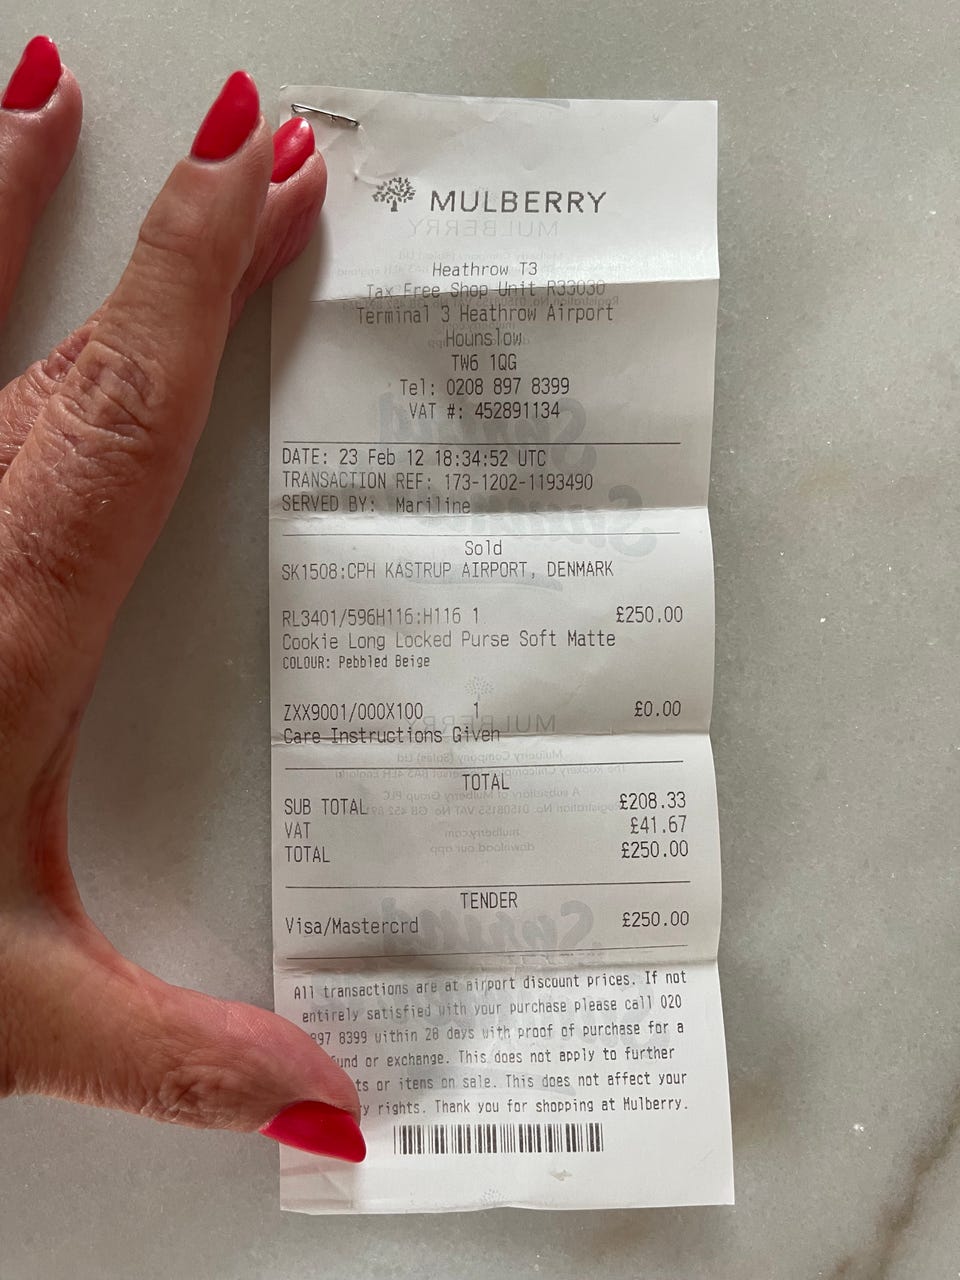 MULBERRY
Heathrow T3
Tax Free Shop Unit R33030
Terminal 3 Heathrow Airport
Hounslow
TW6 1QG
Tel: 0208 897 8399
VAT #: 452891134
DATE: 23 Feb 12 18:34:52 UTC
TRANSACTION REF: 173-1202-1193490
SERVED BY: Mariline
Sold
SK1508:CPH KASTRUP AIRPORT, DENMARK
RL3401/596H116:H116 1 £250.00
Cookie Long Locked Purse Soft Matte
COLOUR: Pebbled Beige
ZXX9001/000X100 1 £0.00
Care Instructions Given
TOTAL
SUB TOTAL £208.33
VAT £41.67
TOTAL £250.00
TENDER
Visa/Mastercrd £250.00
All transactions are at airport discount prices. If not
entirely satisfied with your purchase please call 020
897 8399 within 28 days with proof of purchase for a
fund or exchange. This does not apply to further
ts or items on sale. This does not affect your
y rights. Thank you for shopping at Mulberry.